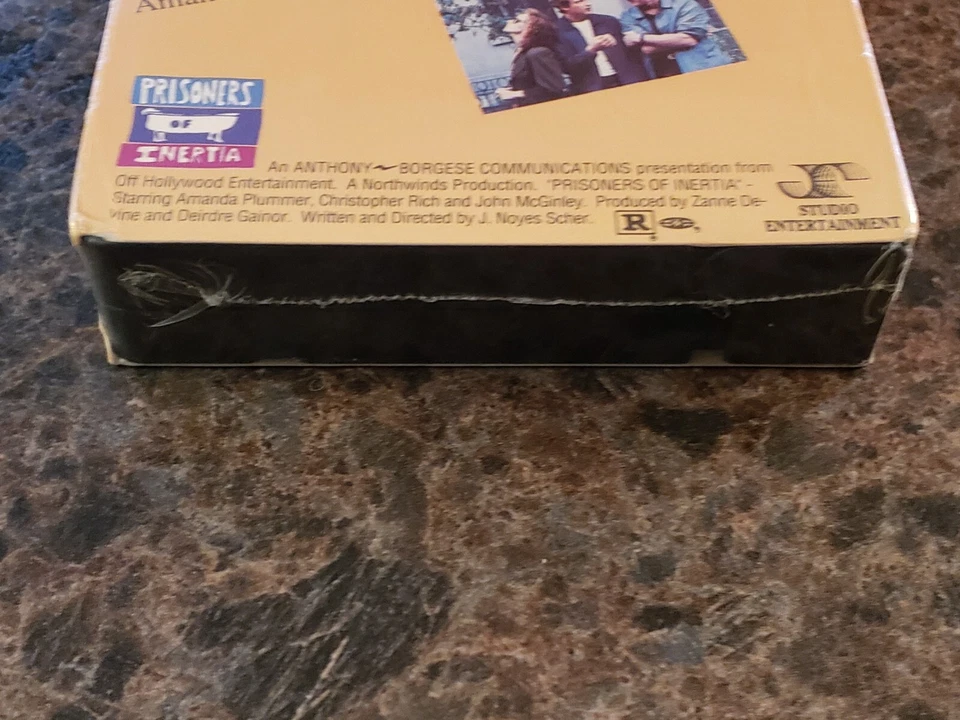 PRISONERS
OF
INERTIA
An ANTHONY~BORGESE COMMUNICATIONS presentation from
Off Hollywood Entertainment. A Northwinds Production. "PRISONERS OF INERTIA" -
Starring Amanda Plummer, Christopher Rich and John McGinley. Produced by Zanne De-
vine and Deirdre Gainor. Written and Directed by J. Noyes Scher.
R
STUDIO
ENTERTAINMENT